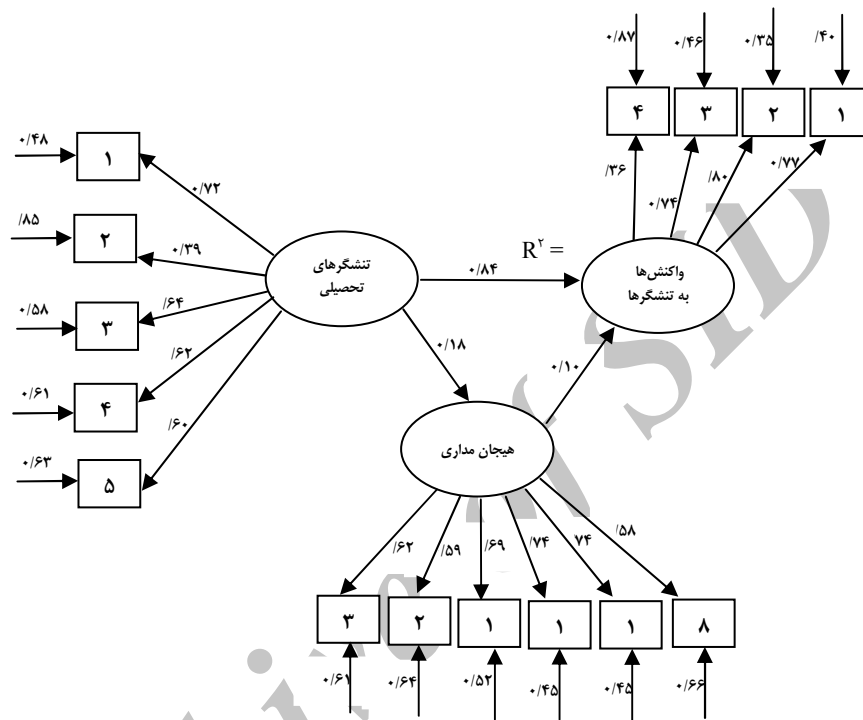 ۰/۸۷ ۰/۴۶ ۰/۳۵ /۴۰
۴ ۳ ۲ ۱
/۳۶ ۰/۷۴ /۸۰ ۰/۷۷
۰/۴۸ ۱ ۰/۷۲
/۸۵ ۲ ۰/۳۹
۰/۵۸ ۳ /۶۴
۰/۶۱ ۴ /۶۲
۰/۶۳ ۵ /۶۰
تنشگرهای
تحصیلی
۰/۸۴
R۲ =
واکنش‌ها
به تنشگرها
۰/۱۸
۰/۱۰
هیجان مداری
/۶۲ /۵۹ /۶۹ /۷۴ ۷۴ /۵۸
۳ ۲ ۱ ۱ ۱ ۸
۰/۶۱ ۰/۶۴ ۰/۵۲ ۰/۴۵ ۰/۴۵ ۰/۶۶
of SID